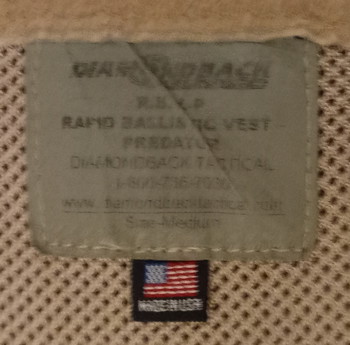 DIAMONDBACK
RAPID BALLISTIC VEST
PREDATOR
DIAMONDBACK TACTICAL
www.diamondbacktactical.com
Size-Medium
MADE IN USA